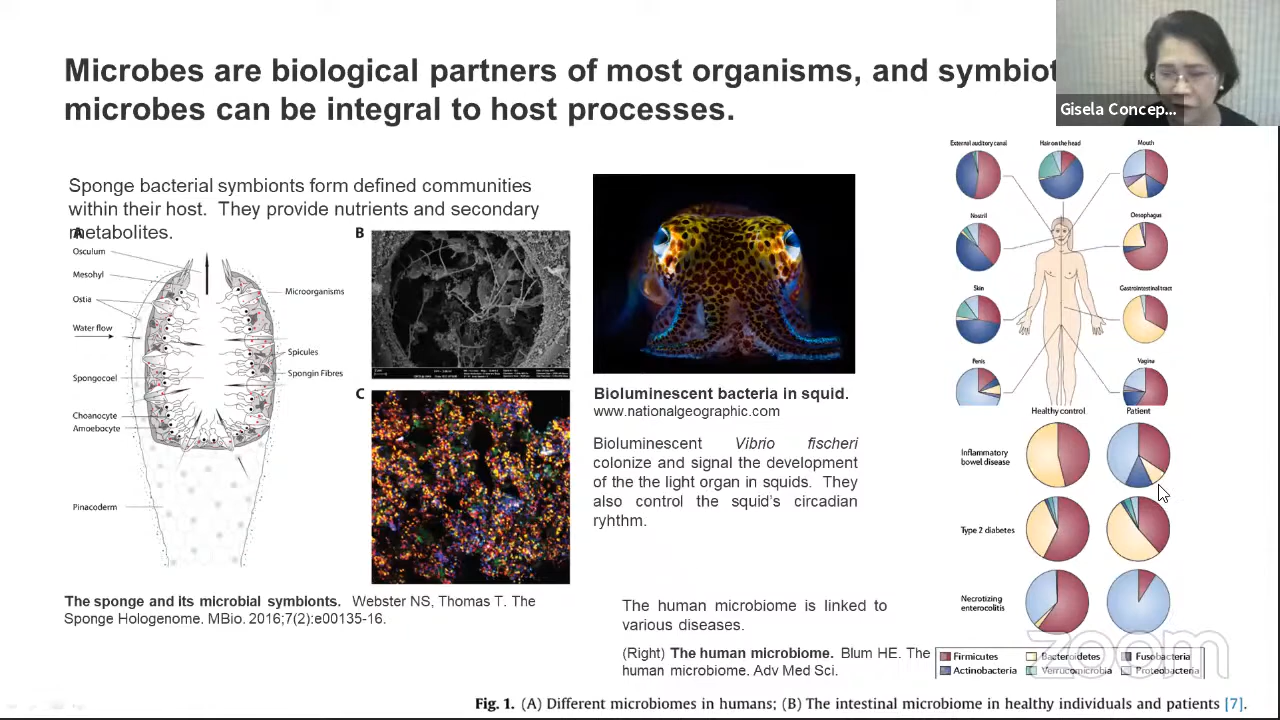 Microbes are biological partners of most organisms, and symbiot
microbes can be integral to host processes.
Gisela Concep...
Sponge bacterial symbionts form defined communities
within their host. They provide nutrients and secondary
metabolites.
A
Osculum
Mesohyl
Ostia
Water flow
Spongocoel
Choanocyte
Amoebocyte
Pinacoderm
Microorganisms
Spicules
Spongin Fibres
B
C
The sponge and its microbial symbionts. Webster NS, Thomas T. The
Sponge Hologenome. MBio. 2016;7(2):e00135-16.
Bioluminescent bacteria in squid.
www.nationalgeographic.com
Bioluminescent Vibrio fischeri
colonize and signal the development
of the the light organ in squids. They
also control the squid's circadian
ryhthm.
The human microbiome is linked to
various diseases.
(Right) The human microbiome. Blum HE. The
human microbiome. Adv Med Sci.
External auditory canal
Hair on the head
Mouth
Nostril
Oesophagus
Skin
Gastrointestinal tract
Penis
Vagina
Healthy control
Patient
Inflammatory
bowel disease
Type 2 diabetes
Necrotizing
enterocolitis
Firmicutes
Bacteroidetes
Fusobacteria
Actinobacteria
Verrucomicrobia
Proteobacteria
zoom
Fig. 1. (A) Different microbiomes in humans; (B) The intestinal microbiome in healthy individuals and patients [7].